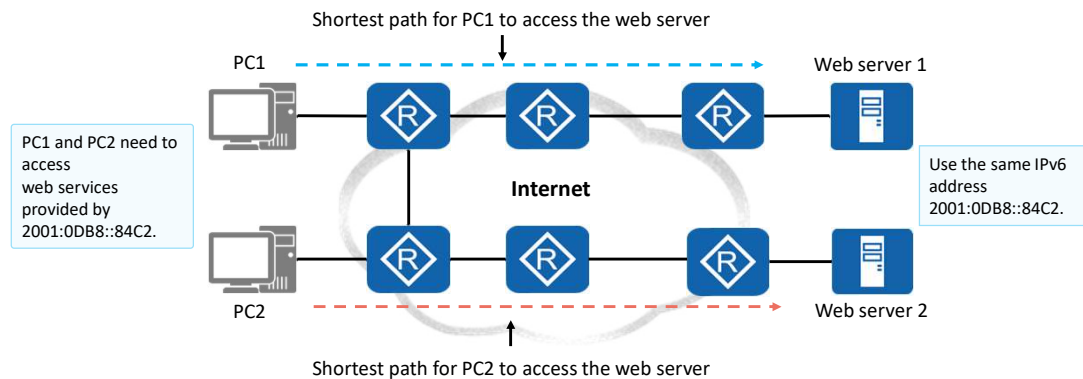 Shortest path for PC1 to access the web server
PC1
Web server 1
R
R
R
PC1 and PC2 need to
access
web services
provided by
2001:0DB8::84C2.
Internet
Use the same IPv6
address
2001:0DB8::84C2.
R
R
R
PC2
Web server 2
Shortest path for PC2 to access the web server